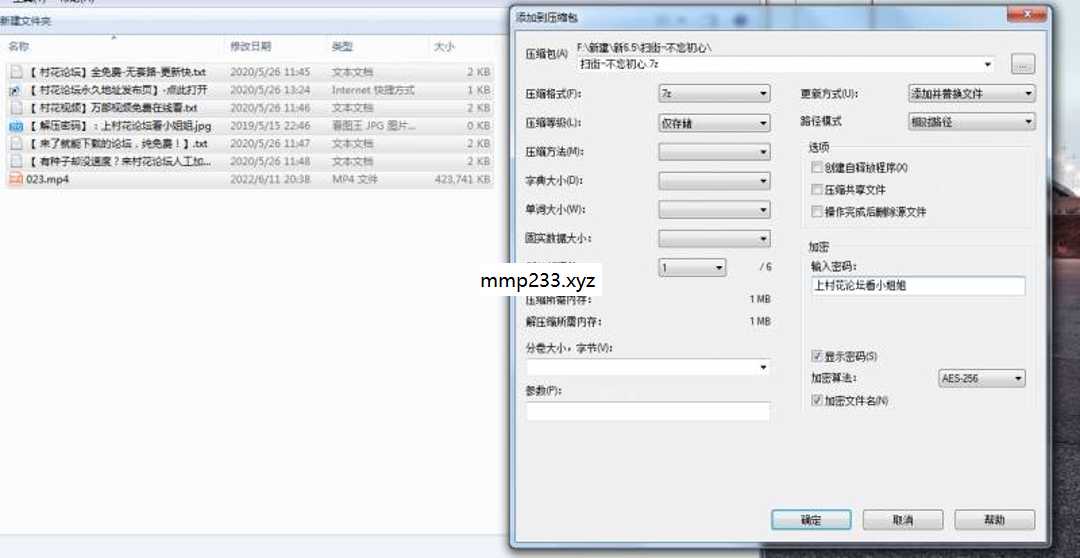 新建文件夹
名称 修改日期 类型 大小
【 村花论坛】全免费-无套路-更新快.txt 2020/5/26 11:45 文本文档 2 KB
【 村花论坛永久地址发布页】-点此打开 2020/5/26 13:24 Internet 快捷方式 1 KB
【 村花视频】万部视频免费在线看.txt 2020/5/26 11:46 文本文档 2 KB
【 解压密码】：上村花论坛看小姐姐.jpg 2019/5/15 22:46 看图王 JPG 图片... 0 KB
【 来了就能下载的论坛，纯免费！】.txt 2020/5/26 11:47 文本文档 2 KB
【 有种子却没速度？来村花论坛人工加... 2020/5/26 11:48 文本文档 2 KB
023.mp4 2022/6/11 20:38 MP4 文件 423,741 KB
添加到压缩包
压缩包(A) F:\新建\新6.5\扫街-不忘初心\
扫街-不忘初心.7z
...
压缩格式(F): 7z
压缩等级(L): 仅存储
压缩方法(M):
字典大小(D):
单词大小(W):
固实数据大小:
1 / 6
mmp233.xyz
压缩所需内存: 1 MB
解压缩所需内存: 1 MB
分卷大小，字节(V):
参数(P):
更新方式(U): 添加并替换文件
路径模式 相对路径
选项
创建自释放程序(X)
压缩共享文件
操作完成后删除源文件
加密
输入密码:
上村花论坛看小姐姐
显示密码(S)
加密算法: AES-256
加密文件名(N)
确定 取消 帮助